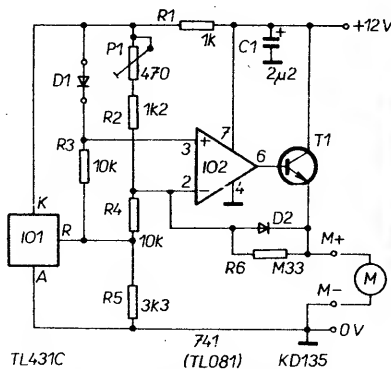 R1
1k
+12V
P1
470
C1
2µ2
D1
R2
1k2
T1
R3
10k
3
+
7
IO2
6
2
−
4
K
IO1
R
A
R4
10k
D2
R6
M33
M+
M
M−
R5
3k3
0V
TL431C
741
(TL081)
KD135